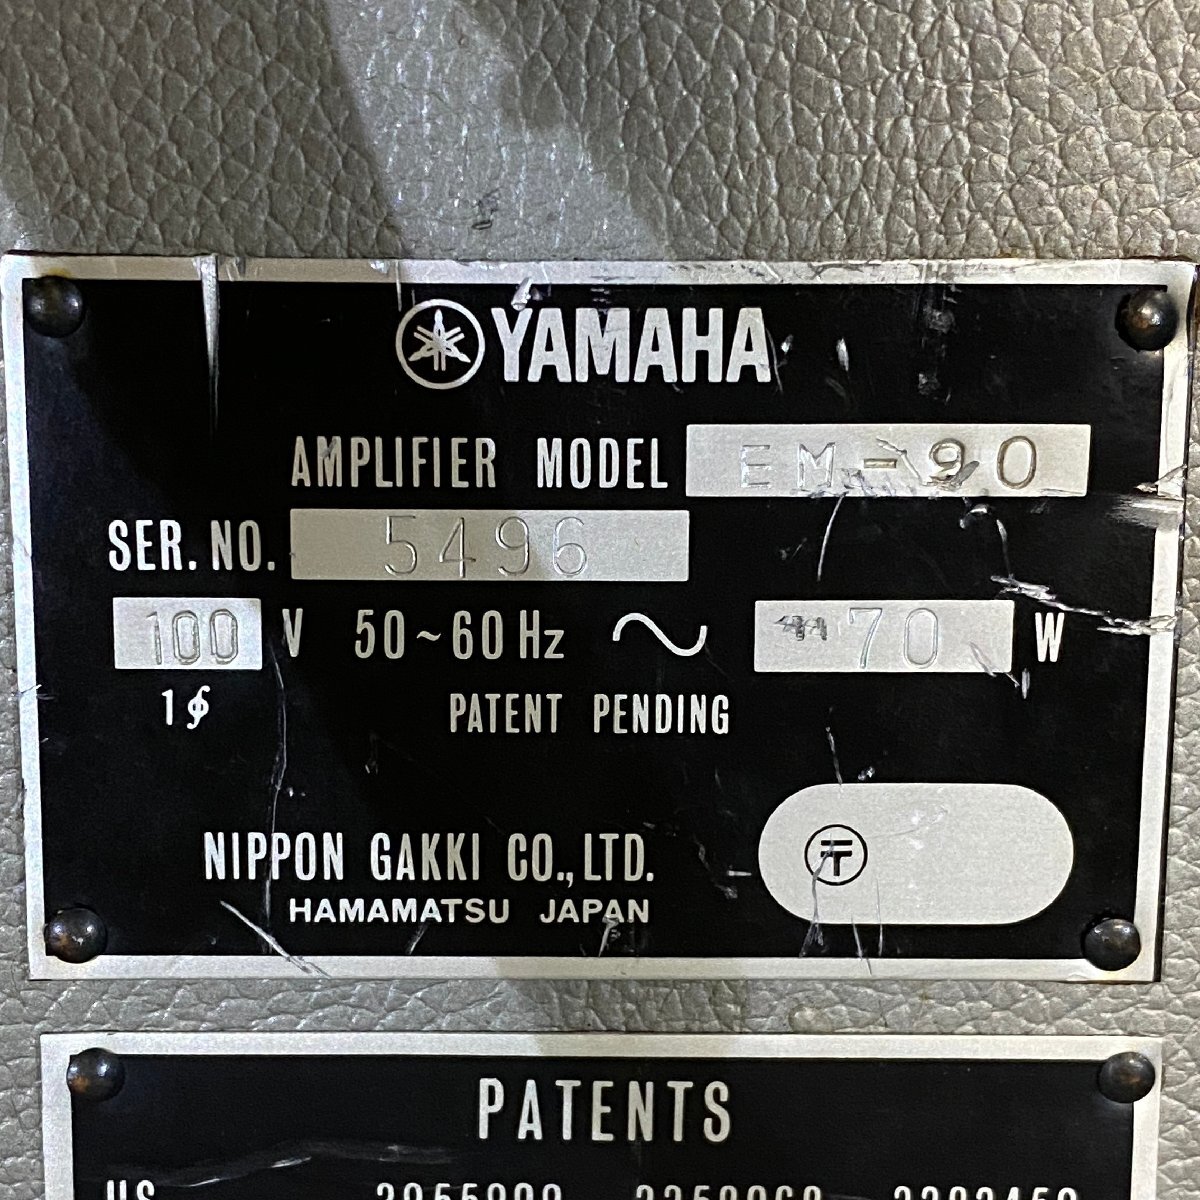 YAMAHA
AMPLIFIER MODEL EM-90
SER. NO. 5496
100 V 50~60 Hz ~ 70 W
1∮ PATENT PENDING
〒
NIPPON GAKKI CO., LTD.
HAMAMATSU JAPAN
PATENTS
U.S.